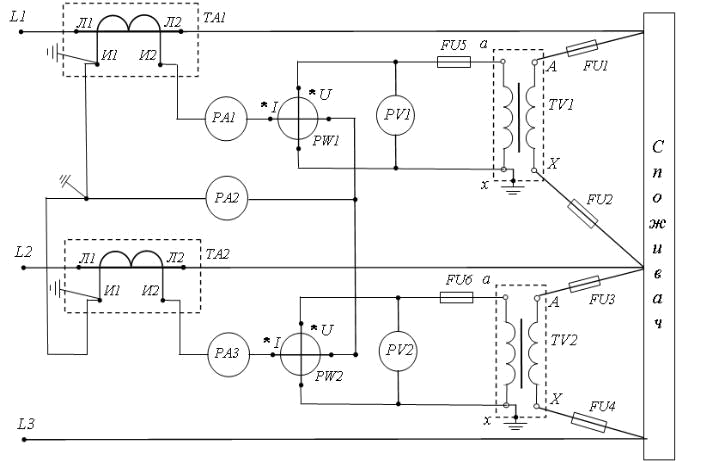 L1 Л1 Л2 TA1
И1 И2
FU5 a A FU1
* U
* I
PA1 PV1 TV1
PW1
x X
PA2 FU2
Споживач
L2 Л1 Л2 TA2
И1 И2
FU6 a A FU3
* U
* I
PA3 PV2 TV2
PW2
x X FU4
L3